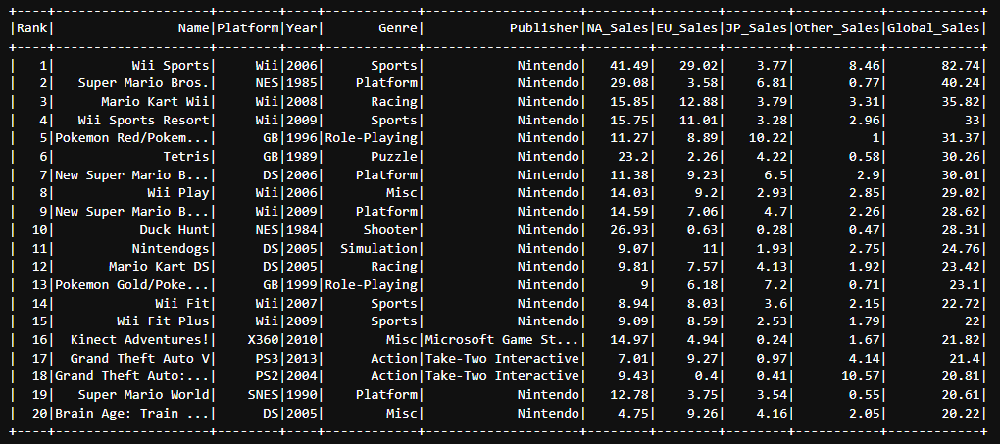 +----+--------------------+--------+----+------------+--------------------+--------+--------+--------+-----------+------------+
|Rank|                Name|Platform|Year|       Genre|           Publisher|NA_Sales|EU_Sales|JP_Sales|Other_Sales|Global_Sales|
+----+--------------------+--------+----+------------+--------------------+--------+--------+--------+-----------+------------+
|   1|          Wii Sports|     Wii|2006|      Sports|            Nintendo|   41.49|   29.02|    3.77|       8.46|       82.74|
|   2|   Super Mario Bros.|     NES|1985|    Platform|            Nintendo|   29.08|    3.58|    6.81|       0.77|       40.24|
|   3|      Mario Kart Wii|     Wii|2008|      Racing|            Nintendo|   15.85|   12.88|    3.79|       3.31|       35.82|
|   4|   Wii Sports Resort|     Wii|2009|      Sports|            Nintendo|   15.75|   11.01|    3.28|       2.96|          33|
|   5|Pokemon Red/Pokem...|      GB|1996|Role-Playing|            Nintendo|   11.27|    8.89|   10.22|          1|       31.37|
|   6|              Tetris|      GB|1989|      Puzzle|            Nintendo|    23.2|    2.26|    4.22|       0.58|       30.26|
|   7|New Super Mario B...|      DS|2006|    Platform|            Nintendo|   11.38|    9.23|     6.5|        2.9|       30.01|
|   8|            Wii Play|     Wii|2006|        Misc|            Nintendo|   14.03|     9.2|    2.93|       2.85|       29.02|
|   9|New Super Mario B...|     Wii|2009|    Platform|            Nintendo|   14.59|    7.06|     4.7|       2.26|       28.62|
|  10|           Duck Hunt|     NES|1984|     Shooter|            Nintendo|   26.93|    0.63|    0.28|       0.47|       28.31|
|  11|          Nintendogs|      DS|2005|  Simulation|            Nintendo|    9.07|      11|    1.93|       2.75|       24.76|
|  12|       Mario Kart DS|      DS|2005|      Racing|            Nintendo|    9.81|    7.57|    4.13|       1.92|       23.42|
|  13|Pokemon Gold/Poke...|      GB|1999|Role-Playing|            Nintendo|       9|    6.18|     7.2|       0.71|        23.1|
|  14|             Wii Fit|     Wii|2007|      Sports|            Nintendo|    8.94|    8.03|     3.6|       2.15|       22.72|
|  15|        Wii Fit Plus|     Wii|2009|      Sports|            Nintendo|    9.09|    8.59|    2.53|       1.79|          22|
|  16|  Kinect Adventures!|    X360|2010|        Misc|Microsoft Game St...|   14.97|    4.94|    0.24|       1.67|       21.82|
|  17|  Grand Theft Auto V|     PS3|2013|      Action|Take-Two Interactive|    7.01|    9.27|    0.97|       4.14|        21.4|
|  18|Grand Theft Auto:...|     PS2|2004|      Action|Take-Two Interactive|    9.43|     0.4|    0.41|      10.57|       20.81|
|  19|   Super Mario World|    SNES|1990|    Platform|            Nintendo|   12.78|    3.75|    3.54|       0.55|       20.61|
|  20|Brain Age: Train ...|      DS|2005|        Misc|            Nintendo|    4.75|    9.26|    4.16|       2.05|       20.22|
+----+--------------------+--------+----+------------+--------------------+--------+--------+--------+-----------+------------+